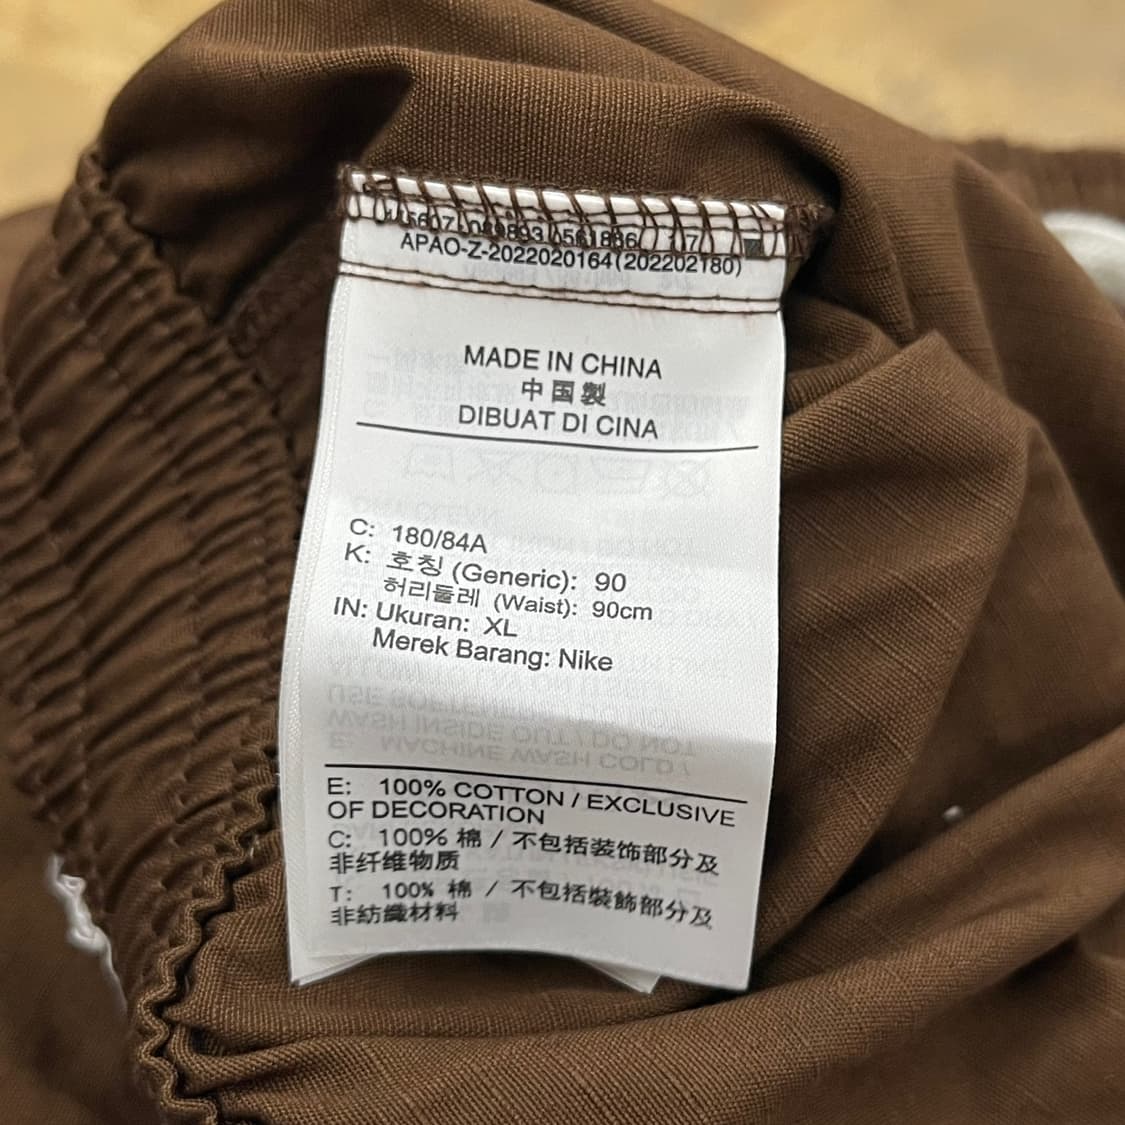 APAO-Z-2022020164(202202180)
MADE IN CHINA
中国製
DIBUAT DI CINA
C: 180/84A
K: 호칭 (Generic): 90
허리둘레 (Waist): 90cm
IN: Ukuran: XL
Merek Barang: Nike
E: 100% COTTON / EXCLUSIVE
OF DECORATION
C: 100% 棉 / 不包括装饰部分及
非纤维物质
T: 100% 棉 / 不包括裝飾部分及
非紡織材料